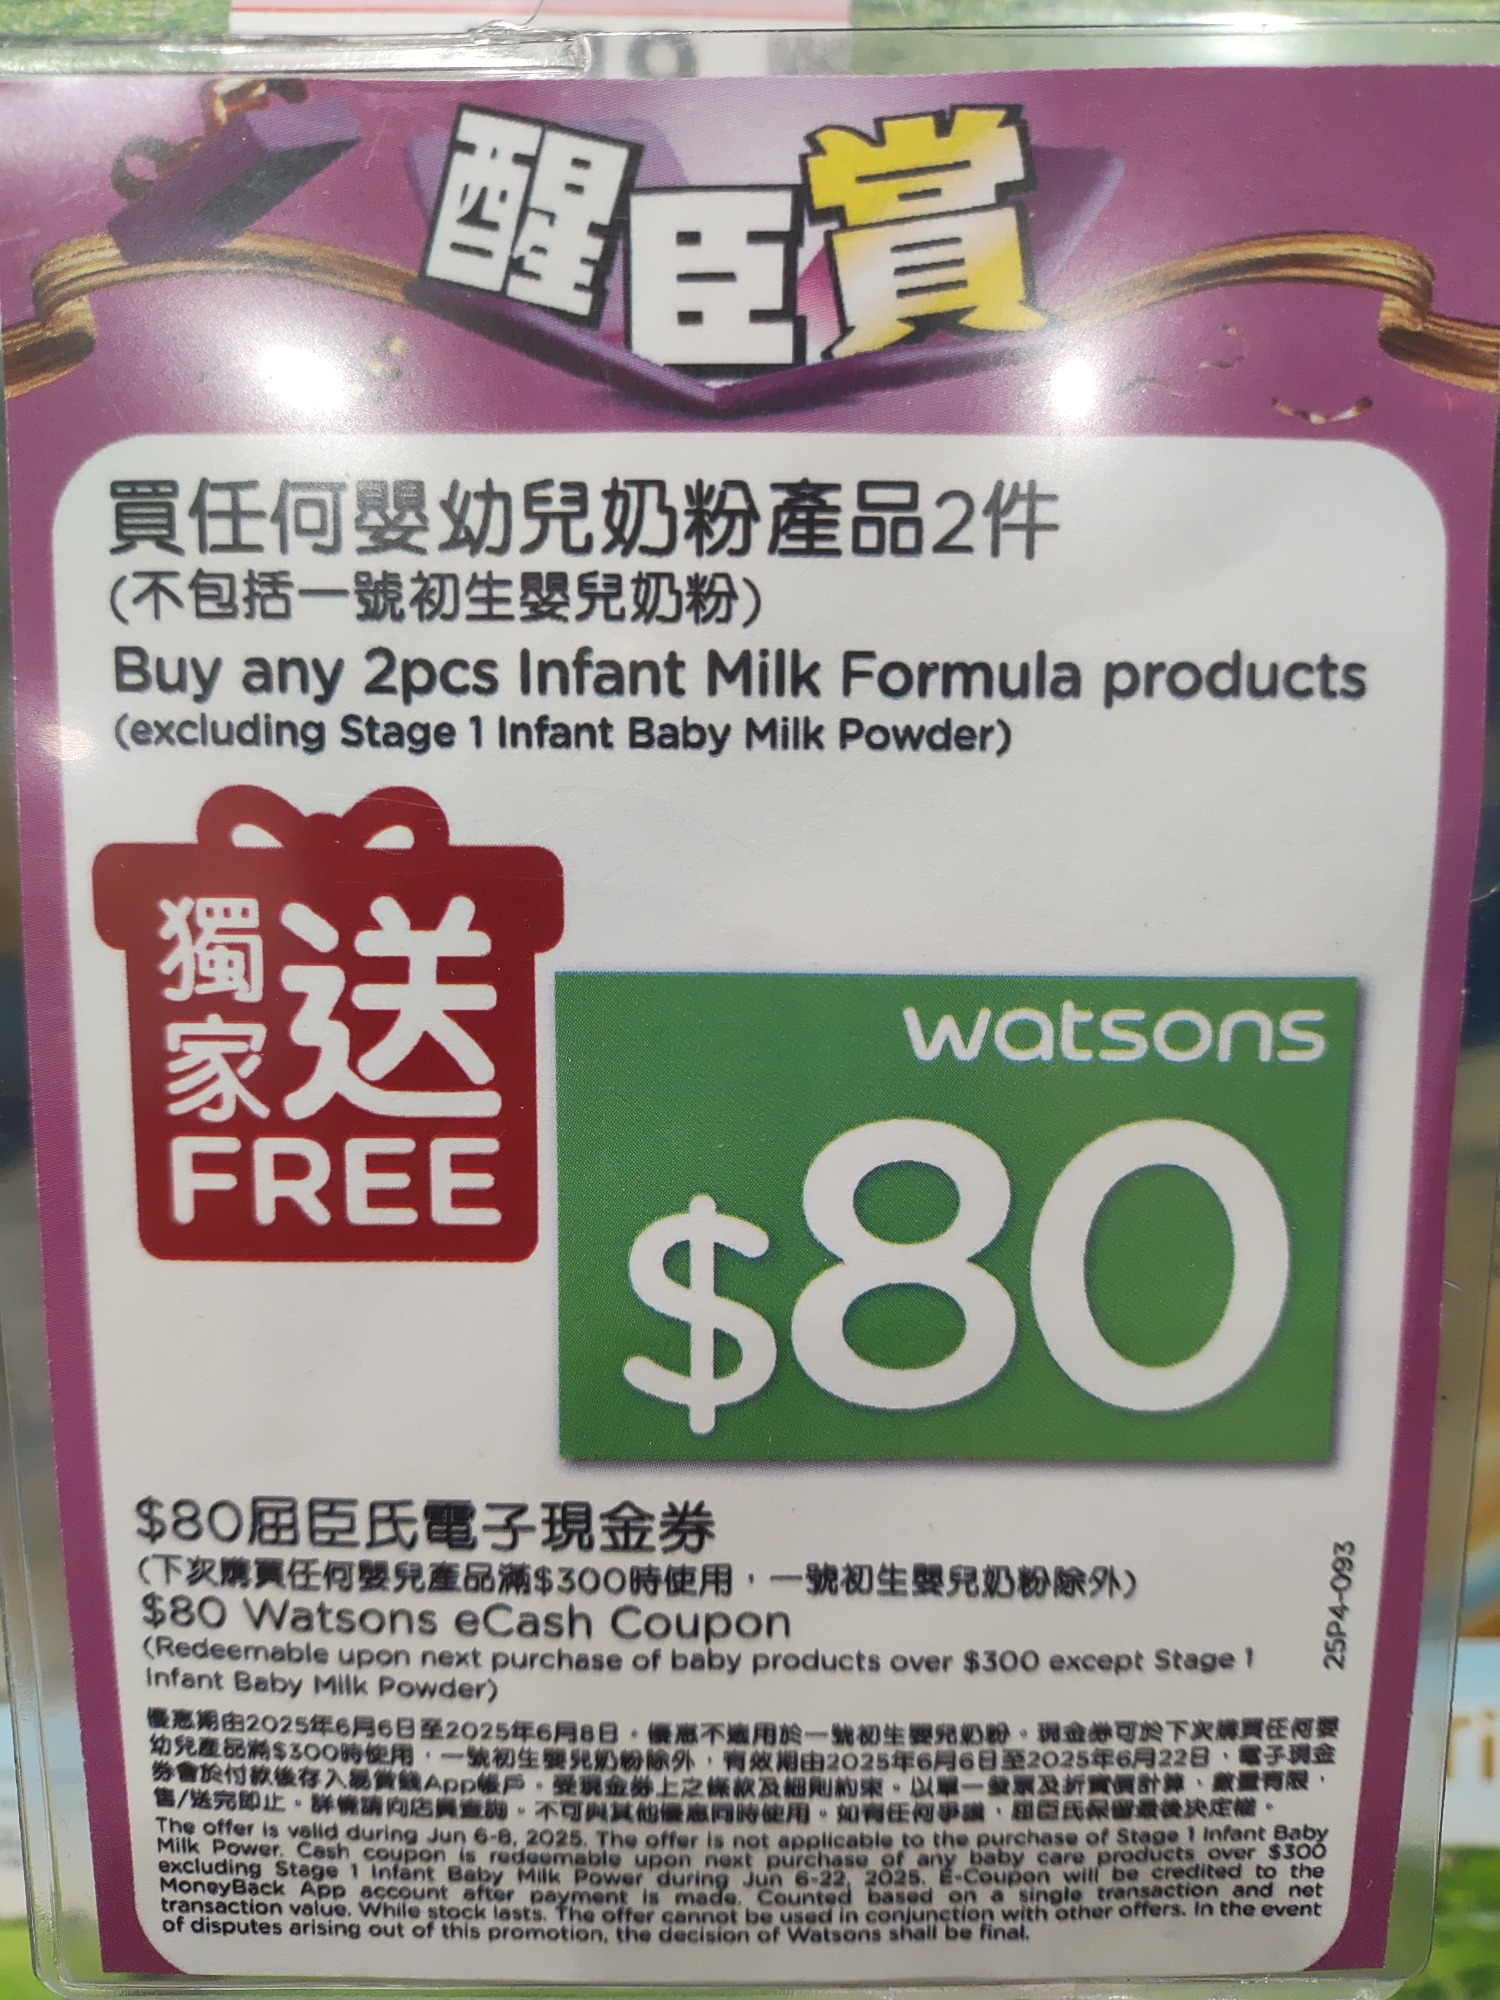 醒臣賞
買任何嬰幼兒奶粉產品2件
(不包括一號初生嬰兒奶粉)
Buy any 2pcs Infant Milk Formula products
(excluding Stage 1 Infant Baby Milk Powder)
獨家送
FREE
watsons
$80
$80屈臣氏電子現金券
(下次購買任何嬰兒產品滿$300時使用，一號初生嬰兒奶粉除外)
$80 Watsons eCash Coupon
(Redeemable upon next purchase of baby products over $300 except Stage 1
Infant Baby Milk Powder)
25P4-093
優惠期由2025年6月6日至2025年6月8日。優惠不適用於一號初生嬰兒奶粉。現金券可於下次購買任何嬰
幼兒產品滿$300時使用，一號初生嬰兒奶粉除外，有效期由2025年6月6日至2025年6月22日，電子現金
券會於付款後存入易賞錢App帳戶。受現金券上之條款及細則約束。以單一發票及折實價計算，數量有限，
售/送完即止。詳情請向店員查詢。不可與其他優惠同時使用。如有任何爭議，屈臣氏保留最後決定權。
The offer is valid during Jun 6-8, 2025. The offer is not applicable to the purchase of Stage 1 Infant Baby
Milk Power. Cash coupon is redeemable upon next purchase of any baby care products over $300
excluding Stage 1 Infant Baby Milk Power during Jun 6-22, 2025. E-Coupon will be credited to the
MoneyBack App account after payment is made. Counted based on a single transaction and net
transaction value. While stock lasts. The offer cannot be used in conjunction with other offers. In the event
of disputes arising out of this promotion, the decision of Watsons shall be final.